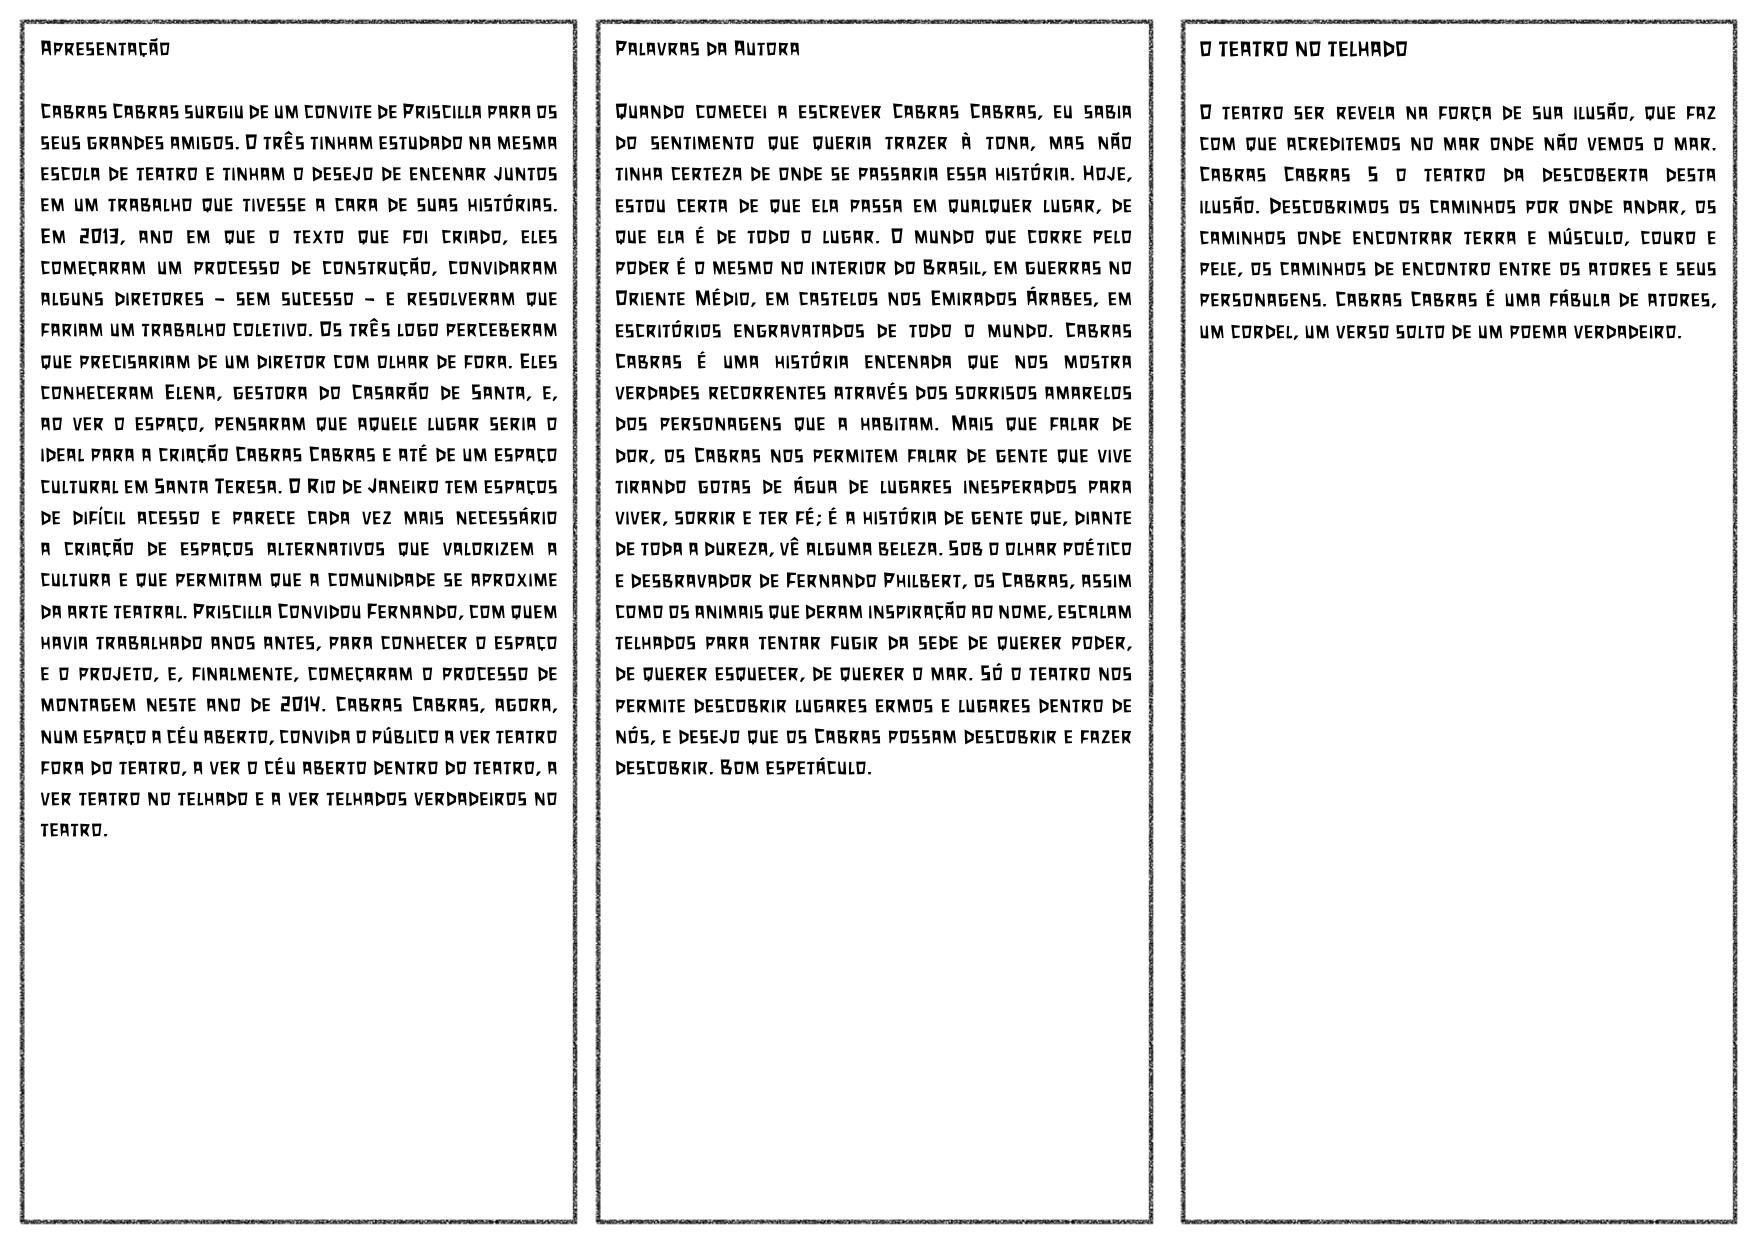 Apresentação
Cabras Cabras surgiu de um convite de Priscilla para os
seus grandes amigos. O três tinham estudado na mesma
escola de teatro e tinham o desejo de encenar juntos
em um trabalho que tivesse a cara de suas histórias.
Em 2013, ano em que o texto que foi criado, eles
começaram um processo de construção, convidaram
alguns diretores – sem sucesso – e resolveram que
fariam um trabalho coletivo. Os três logo perceberam
que precisariam de um diretor com olhar de fora. Eles
conheceram Elena, gestora do Casarão de Santa, e,
ao ver o espaço, pensaram que aquele lugar seria o
ideal para a criação Cabras Cabras e até de um espaço
cultural em Santa Teresa. O Rio de Janeiro tem espaços
de difícil acesso e parece cada vez mais necessário
a criação de espaços alternativos que valorizem a
cultura e que permitam que a comunidade se aproxime
da arte teatral. Priscilla Convidou Fernando, com quem
havia trabalhado anos antes, para conhecer o espaço
e o projeto, e, finalmente, começaram o processo de
montagem neste ano de 2014. Cabras Cabras, agora,
num espaço a céu aberto, convida o público a ver teatro
fora do teatro, a ver o céu aberto dentro do teatro, a
ver teatro no telhado e a ver telhados verdadeiros no
teatro.
Palavras da Autora
Quando comecei a escrever Cabras Cabras, eu sabia
do sentimento que queria trazer à tona, mas não
tinha certeza de onde se passaria essa história. Hoje,
estou certa de que ela passa em qualquer lugar, de
que ela é de todo o lugar. O mundo que corre pelo
poder é o mesmo no interior do Brasil, em guerras no
Oriente Médio, em castelos nos Emirados Árabes, em
escritórios engravatados de todo o mundo. Cabras
Cabras é uma história encenada que nos mostra
verdades recorrentes através dos sorrisos amarelos
dos personagens que a habitam. Mais que falar de
dor, os Cabras nos permitem falar de gente que vive
tirando gotas de água de lugares inesperados para
viver, sorrir e ter fé; é a história de gente que, diante
de toda a dureza, vê alguma beleza. Sob o olhar poético
e desbravador de Fernando Philbert, os Cabras, assim
como os animais que deram inspiração ao nome, escalam
telhados para tentar fugir da sede de querer poder,
de querer esquecer, de querer o mar. Só o teatro nos
permite descobrir lugares ermos e lugares dentro de
nós, e desejo que os Cabras possam descobrir e fazer
descobrir. Bom espetáculo.
O TEATRO NO TELHADO
O teatro ser revela na força de sua ilusão, que faz
com que acreditemos no mar onde não vemos o mar.
Cabras Cabras 5 o teatro da descoberta desta
ilusão. Descobrimos os caminhos por onde andar, os
caminhos onde encontrar terra e músculo, couro e
pele, os caminhos de encontro entre os atores e seus
personagens. Cabras Cabras é uma fábula de atores,
um cordel, um verso solto de um poema verdadeiro.